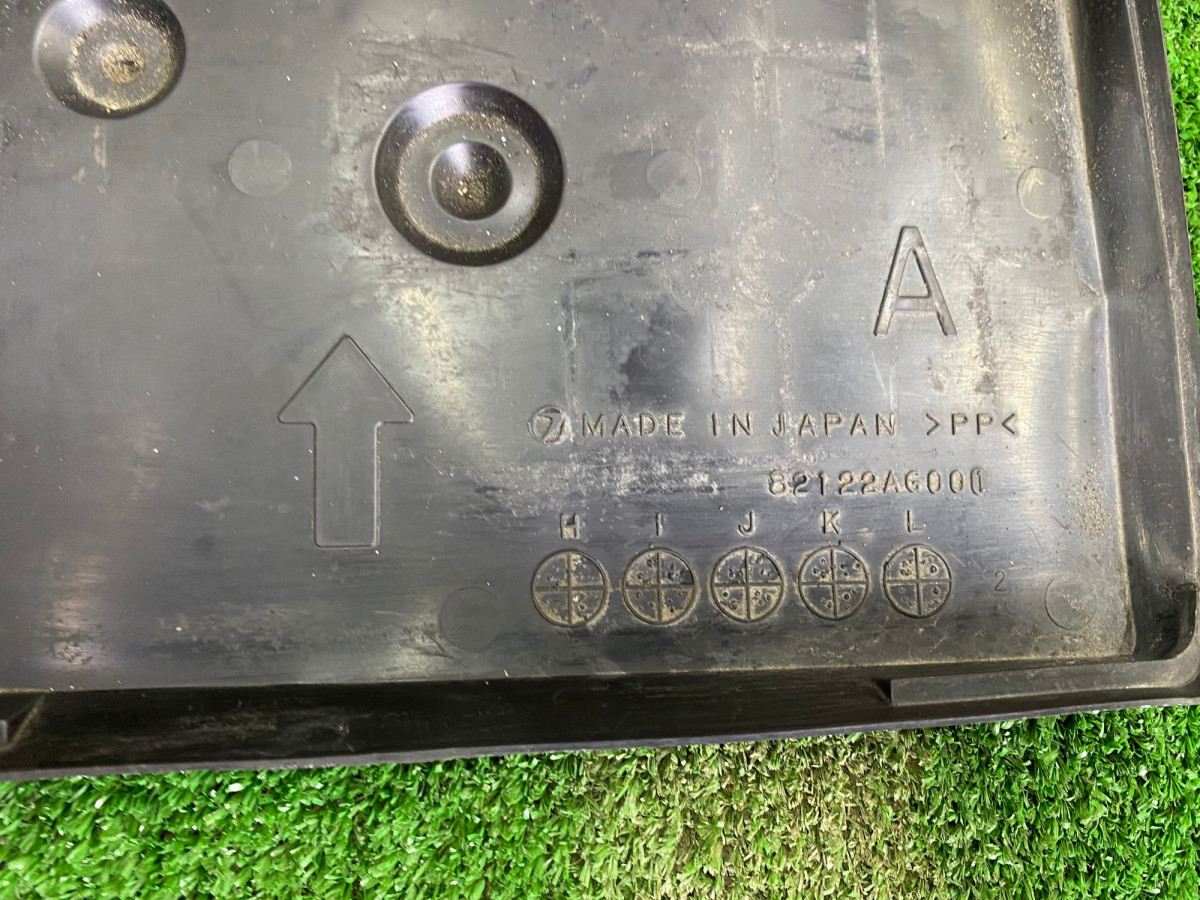 A
MADE IN JAPAN >PP<
82122AG000
H I J K L
2